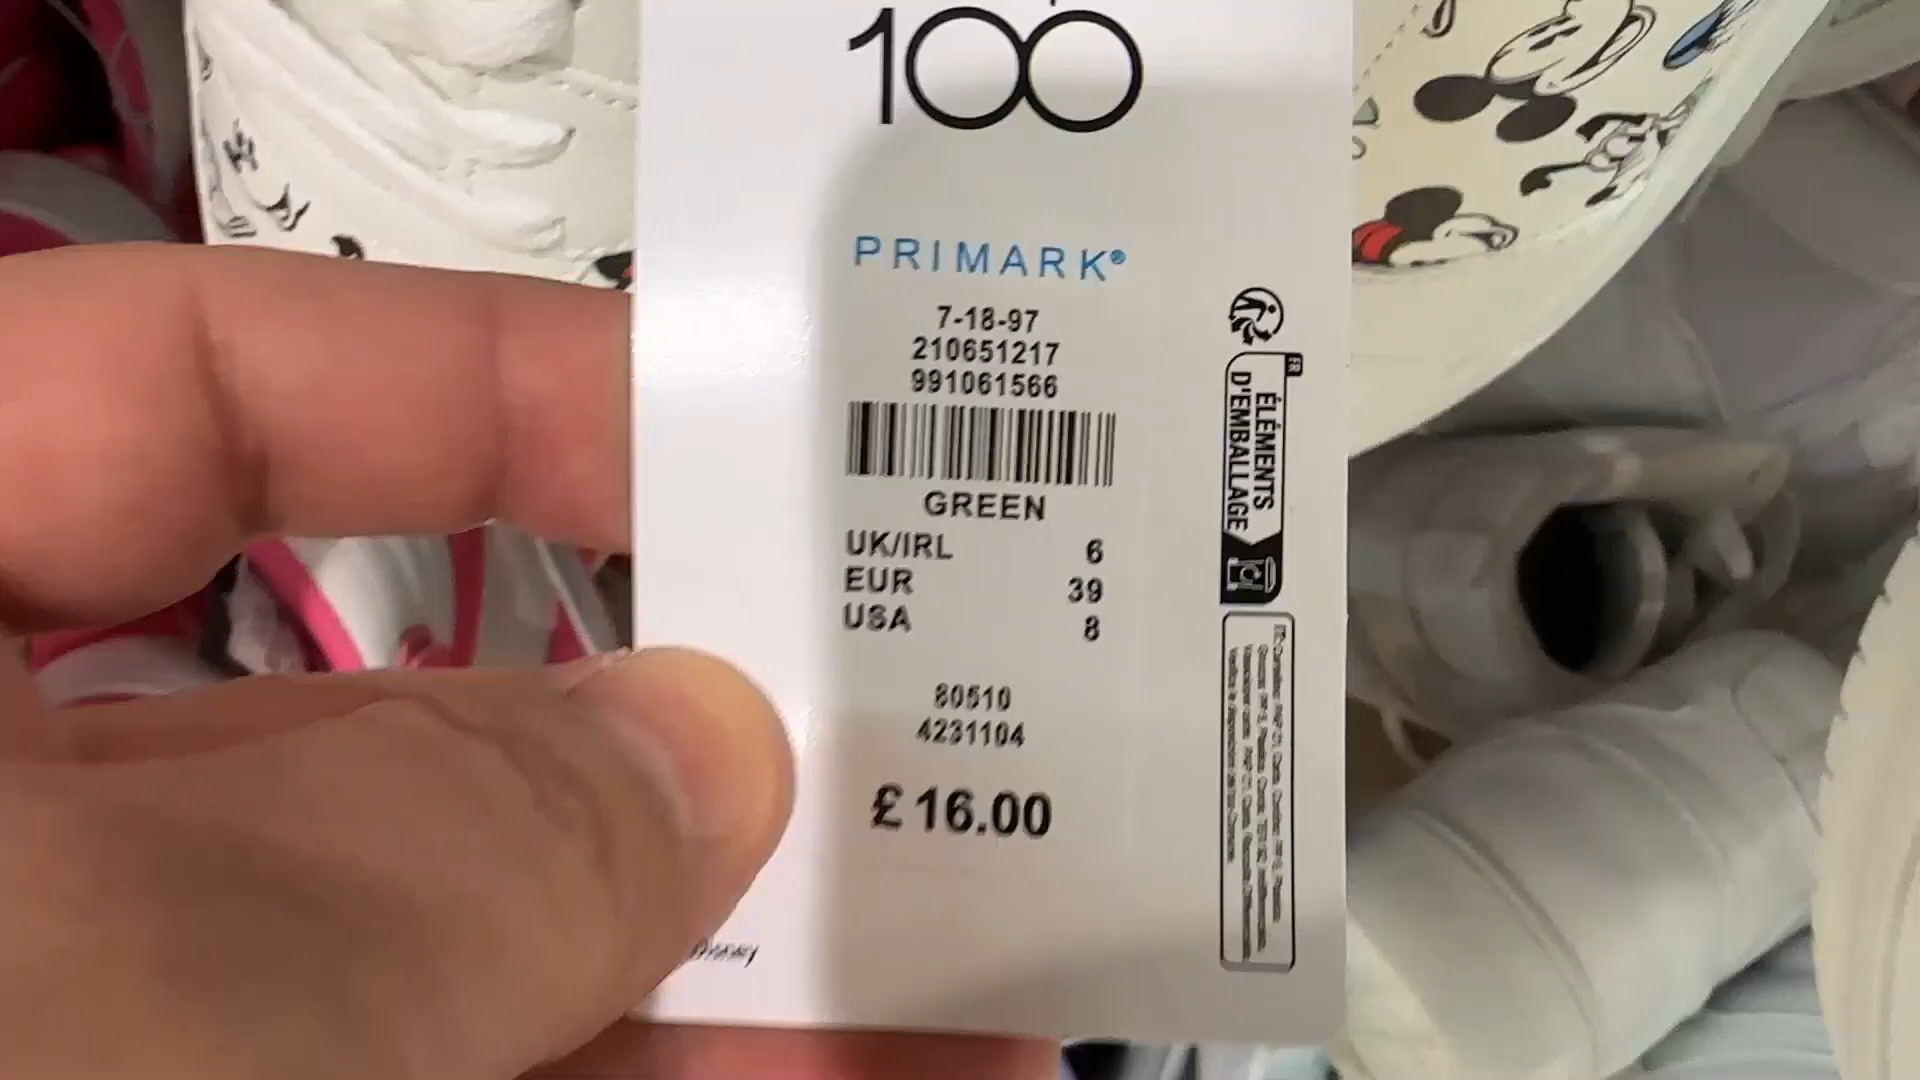 100
PRIMARK®
7-18-97
210651217
991061566
GREEN
UK/IRL 6
EUR 39
USA 8
80510
4231104
£16.00
Disney
FR
ÉLÉMENTS
D'EMBALLAGE